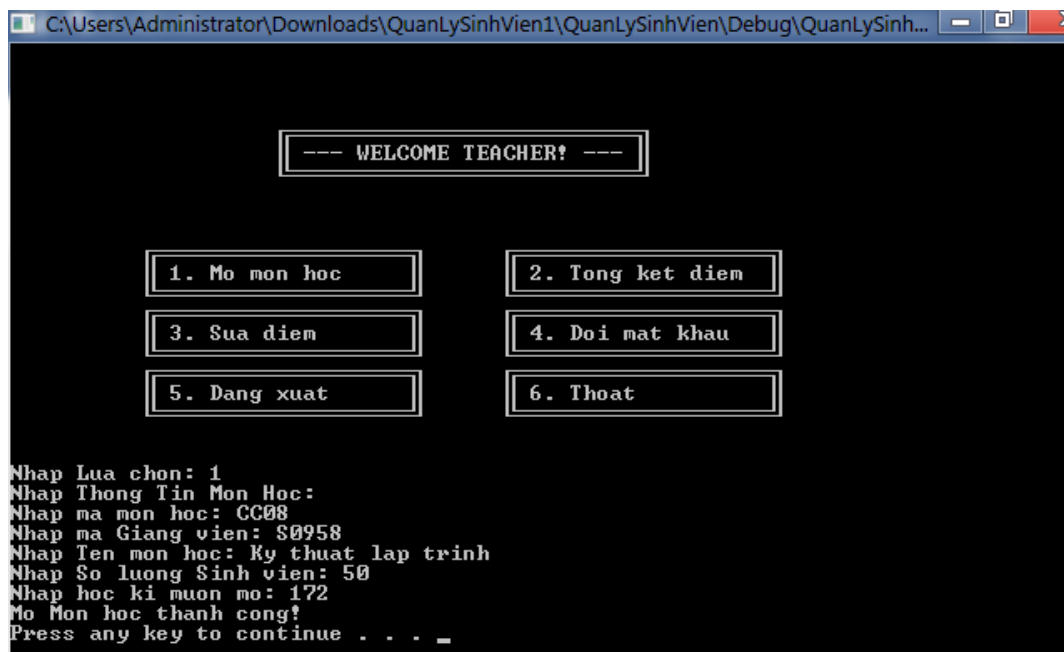 C:\Users\Administrator\Downloads\QuanLySinhVien1\QuanLySinhVien\Debug\QuanLySinh...
--- WELCOME TEACHER! ---
1. Mo mon hoc
2. Tong ket diem
3. Sua diem
4. Doi mat khau
5. Dang xuat
6. Thoat
Nhap Lua chon: 1
Nhap Thong Tin Mon Hoc:
Nhap ma mon hoc: CC08
Nhap ma Giang vien: S0958
Nhap Ten mon hoc: Ky thuat lap trinh
Nhap So luong Sinh vien: 50
Nhap hoc ki muon mo: 172
Mo Mon hoc thanh cong!
Press any key to continue . . . _